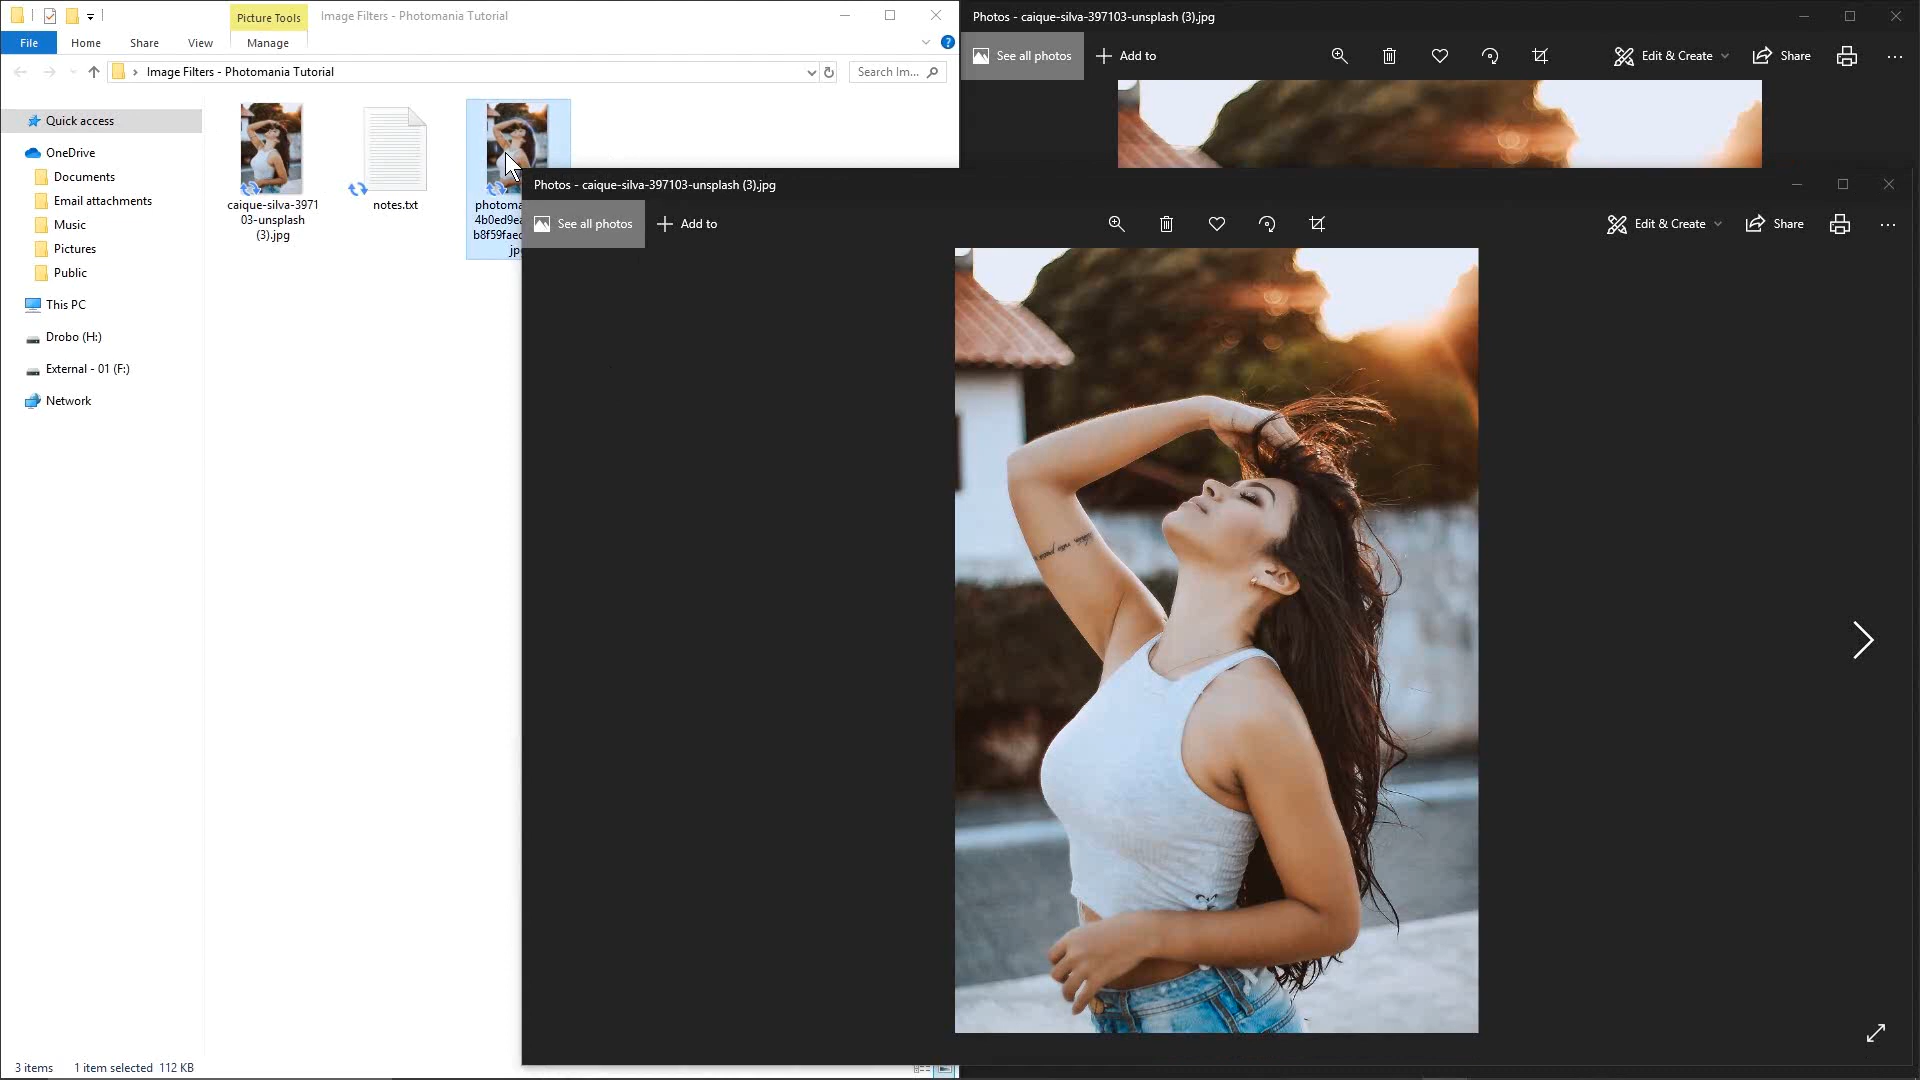 Picture Tools
Image Filters - Photomania Tutorial
File
Home
Share
View
Manage
Image Filters - Photomania Tutorial
Search Im...
Quick access
OneDrive
Documents
Email attachments
Music
Pictures
Public
This PC
Drobo (H:)
External - 01 (F:)
Network
caique-silva-3971
03-unsplash
(3).jpg
notes.txt
3 items
1 item selected 112 KB
Photos - caique-silva-397103-unsplash (3).jpg
See all photos
Add to
Edit & Create
Share
Photos - caique-silva-397103-unsplash (3).jpg
See all photos
Add to
Edit & Create
Share